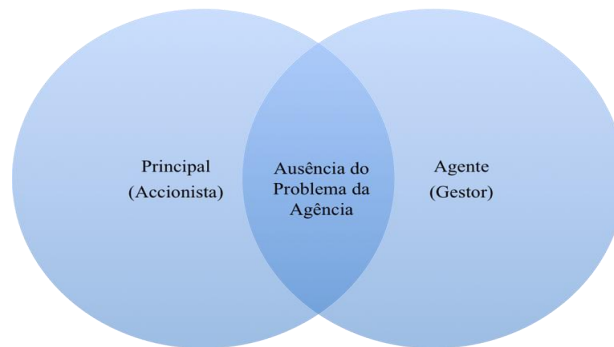 Principal
(Accionista)
Ausência do
Problema da
Agência
Agente
(Gestor)